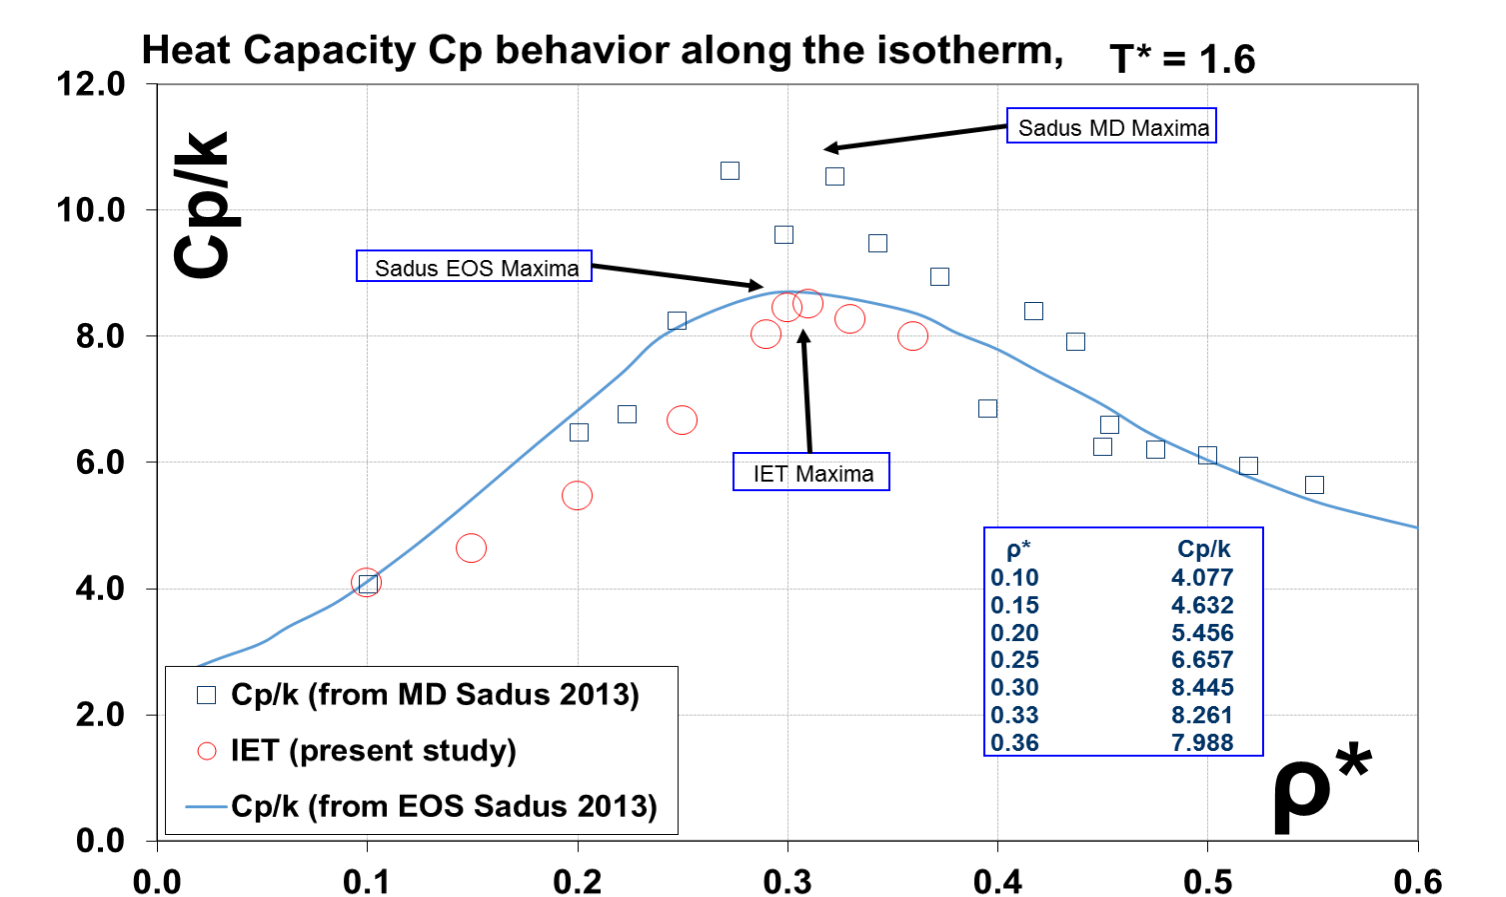 Heat Capacity Cp behavior along the isotherm, T* = 1.6
12.0
10.0
8.0
6.0
4.0
2.0
0.0
Cp/k
Sadus MD Maxima
Sadus EOS Maxima
IET Maxima
ρ* Cp/k
0.10 4.077
0.15 4.632
0.20 5.456
0.25 6.657
0.30 8.445
0.33 8.261
0.36 7.988
Cp/k (from MD Sadus 2013)
IET (present study)
Cp/k (from EOS Sadus 2013)
ρ*
0.0 0.1 0.2 0.3 0.4 0.5 0.6